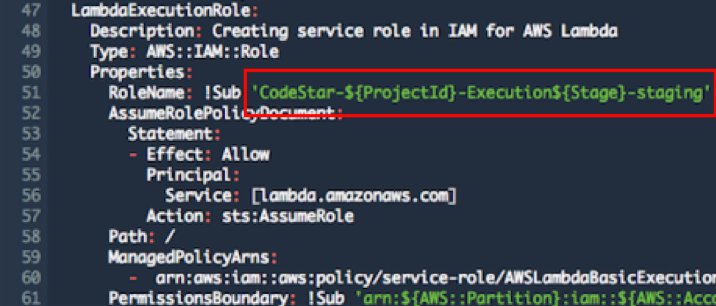 47 LambdaExecutionRole:
48 Description: Creating service role in IAM for AWS Lambda
49 Type: AWS::IAM::Role
50 Properties:
51 RoleName: !Sub 'CodeStar-${ProjectId}-Execution${Stage}-staging'
52 AssumeRolePolicyDocument:
53 Statement:
54 - Effect: Allow
55 Principal:
56 Service: [lambda.amazonaws.com]
57 Action: sts:AssumeRole
58 Path: /
59 ManagedPolicyArns:
60 - arn:aws:iam::aws:policy/service-role/AWSLambdaBasicExecution
61 PermissionsBoundary: !Sub 'arn:${AWS::Partition}:iam::${AWS::Acco